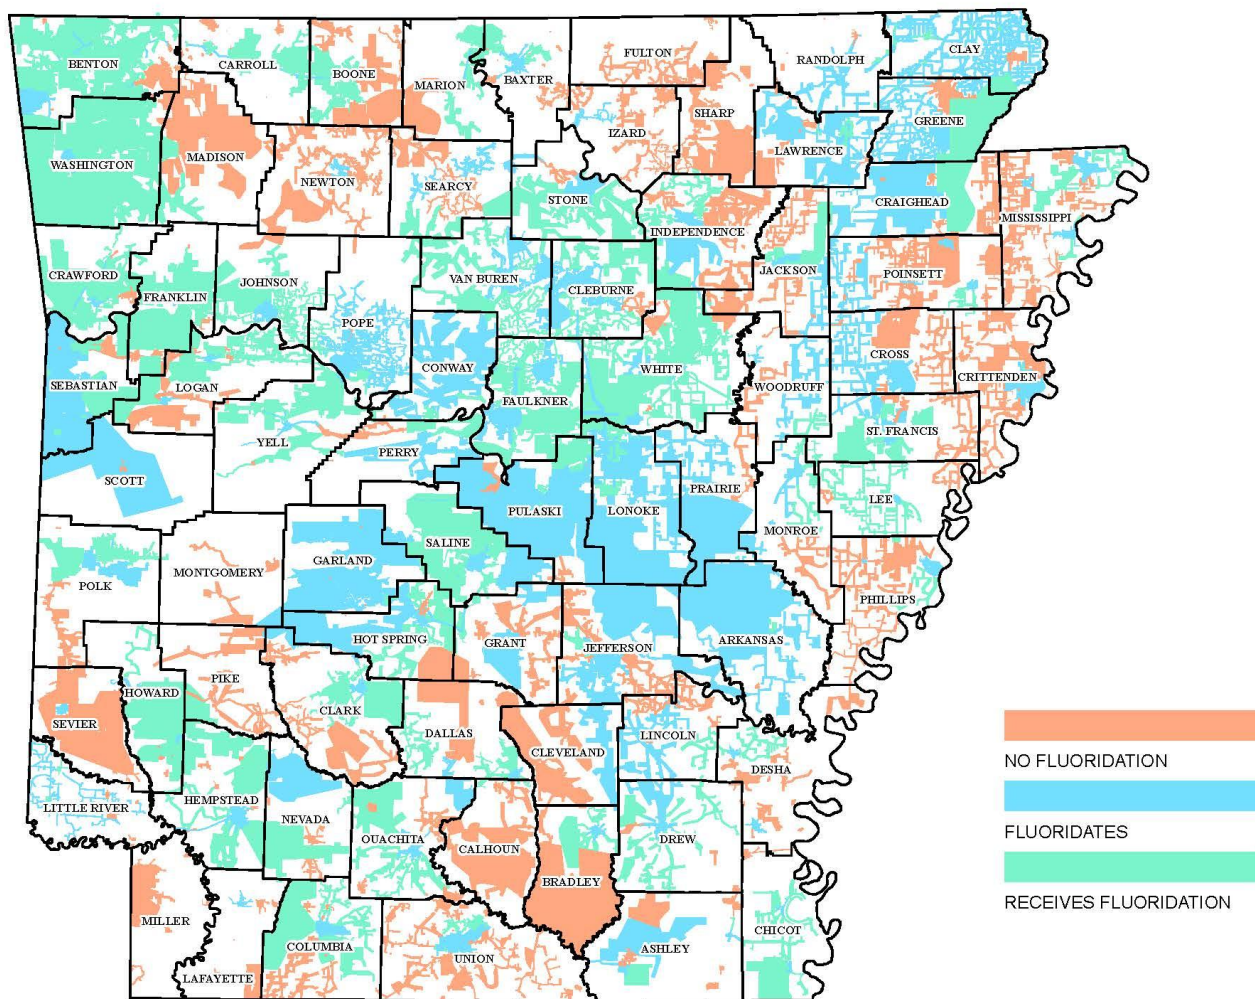 BENTON
CARROLL
BOONE
MARION
BAXTER
FULTON
RANDOLPH
CLAY
IZARD
SHARP
LAWRENCE
GREENE
WASHINGTON
MADISON
NEWTON
SEARCY
STONE
INDEPENDENCE
CRAIGHEAD
MISSISSIPPI
CRAWFORD
FRANKLIN
JOHNSON
POPE
VAN BUREN
CLEBURNE
JACKSON
POINSETT
SEBASTIAN
LOGAN
CONWAY
FAULKNER
WHITE
WOODRUFF
CROSS
CRITTENDEN
SCOTT
YELL
PERRY
PULASKI
LONOKE
PRAIRIE
ST. FRANCIS
LEE
MONROE
POLK
MONTGOMERY
GARLAND
SALINE
PHILLIPS
HOT SPRING
GRANT
JEFFERSON
ARKANSAS
HOWARD
PIKE
CLARK
DALLAS
CLEVELAND
LINCOLN
DESHA
SEVIER
LITTLE RIVER
HEMPSTEAD
NEVADA
OUACHITA
CALHOUN
BRADLEY
DREW
MILLER
LAFAYETTE
COLUMBIA
UNION
ASHLEY
CHICOT
NO FLUORIDATION
FLUORIDATES
RECEIVES FLUORIDATION